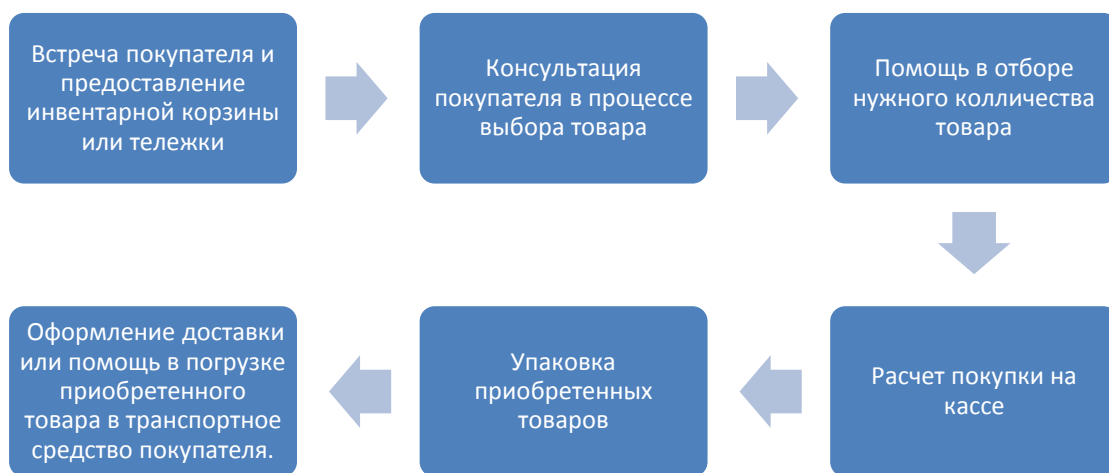 Встреча покупателя и
предоставление
инвентарной корзины
или тележки
Консультация
покупателя в процессе
выбора товара
Помощь в отборе
нужного колличества
товара
Расчет покупки на
кассе
Упаковка
приобретенных
товаров
Оформление доставки
или помощь в погрузке
приобретенного
товара в транспортное
средство покупателя.